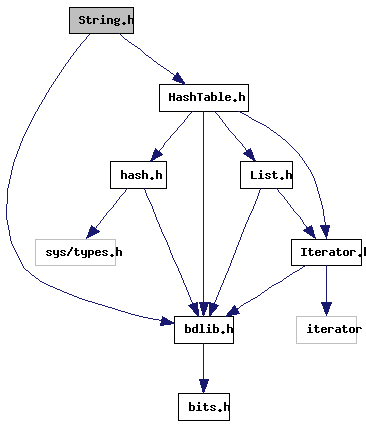 String.h
HashTable.h
hash.h
List.h
sys/types.h
Iterator.h
bdlib.h
iterator
bits.h